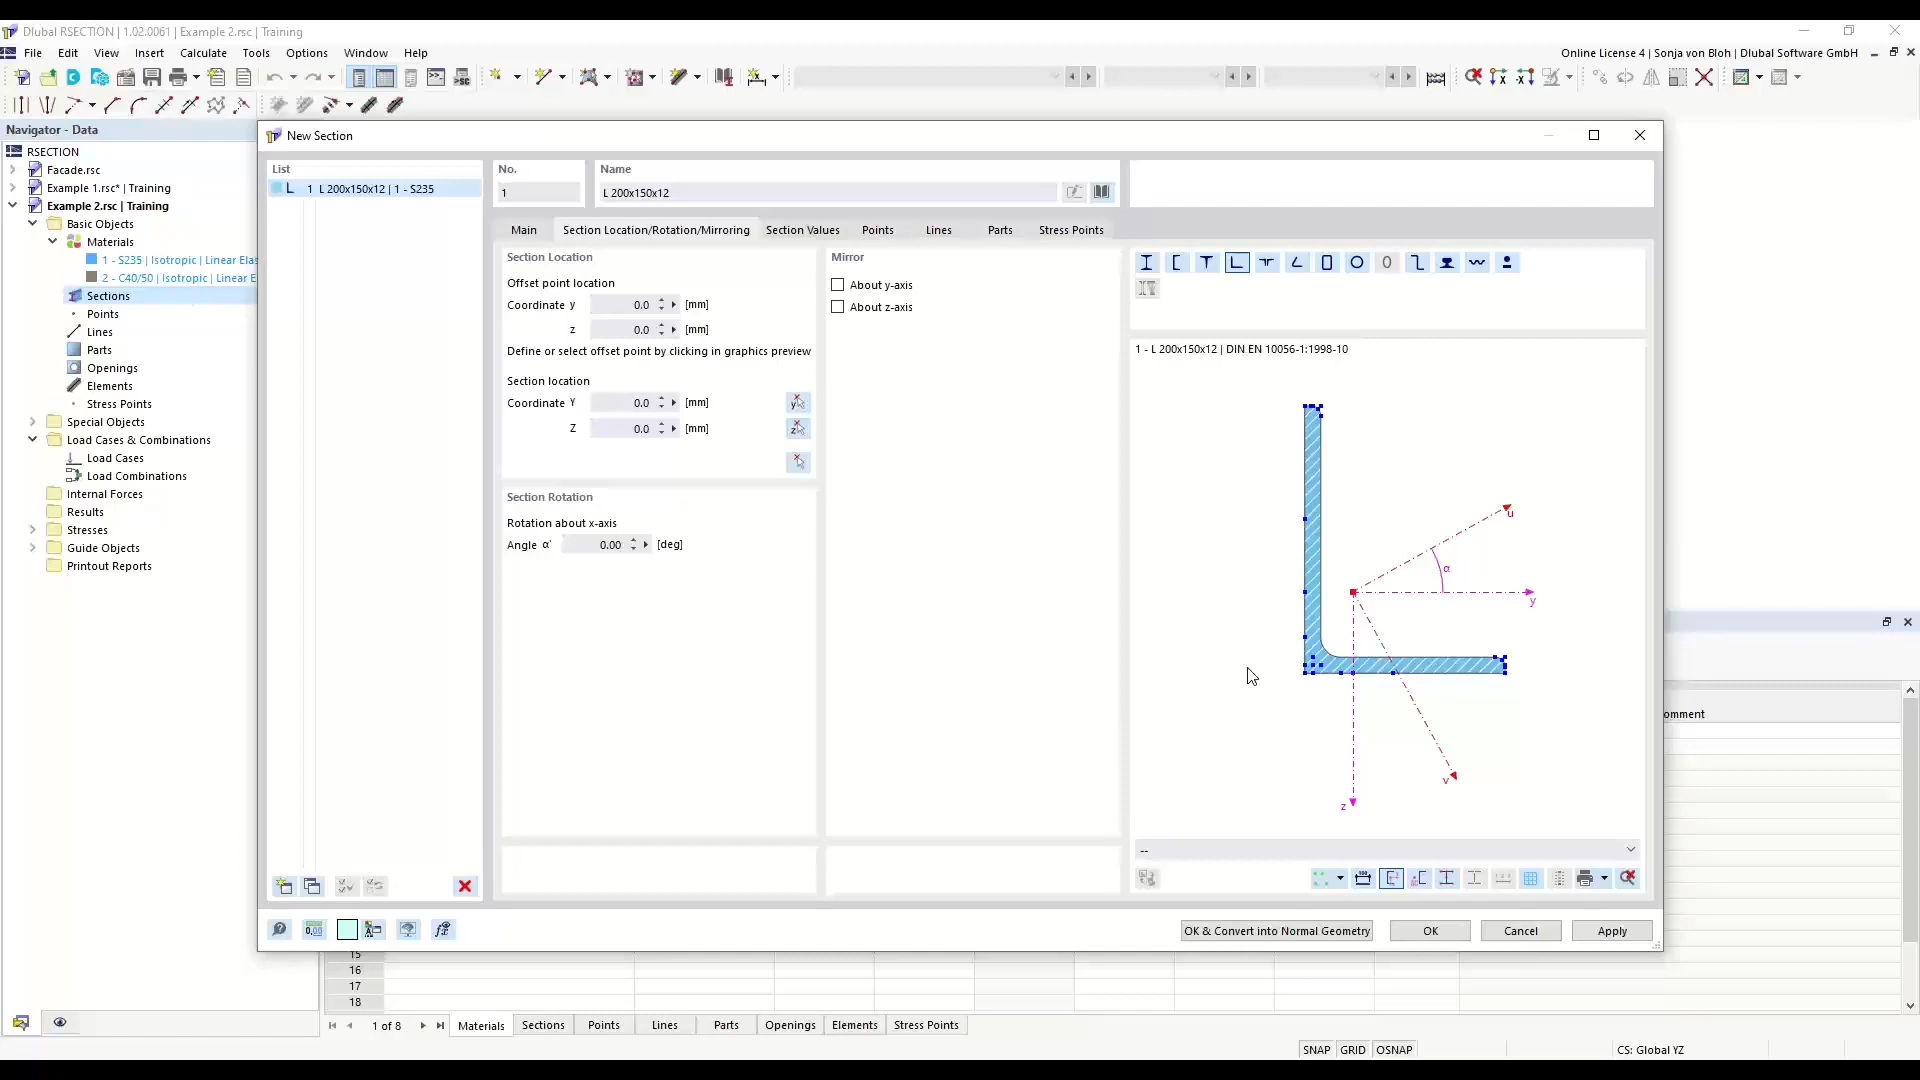 Dlubal RSECTION | 1.02.0061 | Example 2.rsc | Training
File Edit View Insert Calculate Tools Options Window Help
Online License 4 | Sonja von Bloh | Dlubal Software GmbH
Navigator - Data
RSECTION
Facade.rsc
Example 1.rsc* | Training
Example 2.rsc | Training
Basic Objects
Materials
1 - S235 | Isotropic | Linear Elas
2 - C40/50 | Isotropic | Linear E
Sections
Points
Lines
Parts
Openings
Elements
Stress Points
Special Objects
Load Cases & Combinations
Load Cases
Load Combinations
Internal Forces
Results
Stresses
Guide Objects
Printout Reports
New Section
List
1 L 200x150x12 | 1 - S235
No.
1
Name
L 200x150x12
Main Section Location/Rotation/Mirroring Section Values Points Lines Parts Stress Points
Section Location
Offset point location
Coordinate y 0.0 [mm]
z 0.0 [mm]
Define or select offset point by clicking in graphics preview
Section location
Coordinate Y 0.0 [mm]
Z 0.0 [mm]
Section Rotation
Rotation about x-axis
Angle α' 0.00 [deg]
Mirror
About y-axis
About z-axis
1 - L 200x150x12 | DIN EN 10056-1:1998-10
u
α
y
v
z
--
OK & Convert into Normal Geometry OK Cancel Apply
omment
15
16
17
18
1 of 8 Materials Sections Points Lines Parts Openings Elements Stress Points
SNAP GRID OSNAP CS: Global YZ